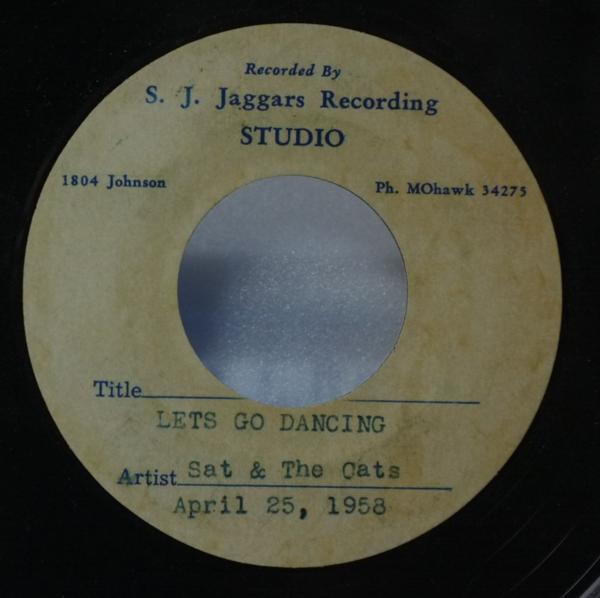 Recorded By
S. J. Jaggars Recording
STUDIO
1804 Johnson Ph. MOhawk 34275
Title
LETS GO DANCING
Artist Sat & The Cats
April 25, 1958